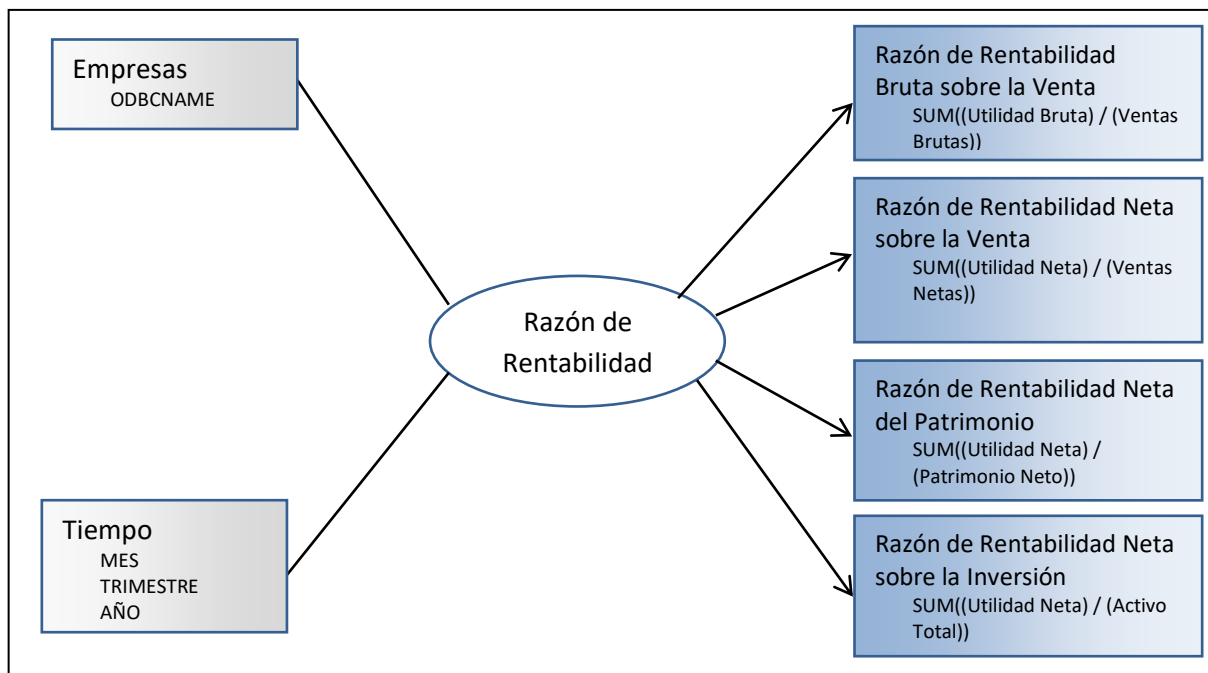 Empresas
ODBCNAME
Tiempo
MES
TRIMESTRE
AÑO
Razón de
Rentabilidad
Razón de Rentabilidad
Bruta sobre la Venta
SUM((Utilidad Bruta) / (Ventas
Brutas))
Razón de Rentabilidad Neta
sobre la Venta
SUM((Utilidad Neta) / (Ventas
Netas))
Razón de Rentabilidad Neta
del Patrimonio
SUM((Utilidad Neta) /
(Patrimonio Neto))
Razón de Rentabilidad Neta
sobre la Inversión
SUM((Utilidad Neta) / (Activo
Total))